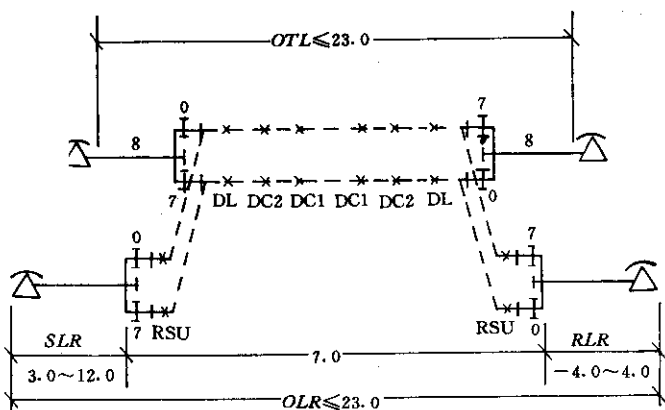 OTL≤23.0
0 7
8 8
7 DL DC2 DC1 DC1 DC2 DL 0
0 7
7 RSU RSU 0
SLR 7.0 RLR
3.0~12.0 -4.0~4.0
OLR≤23.0